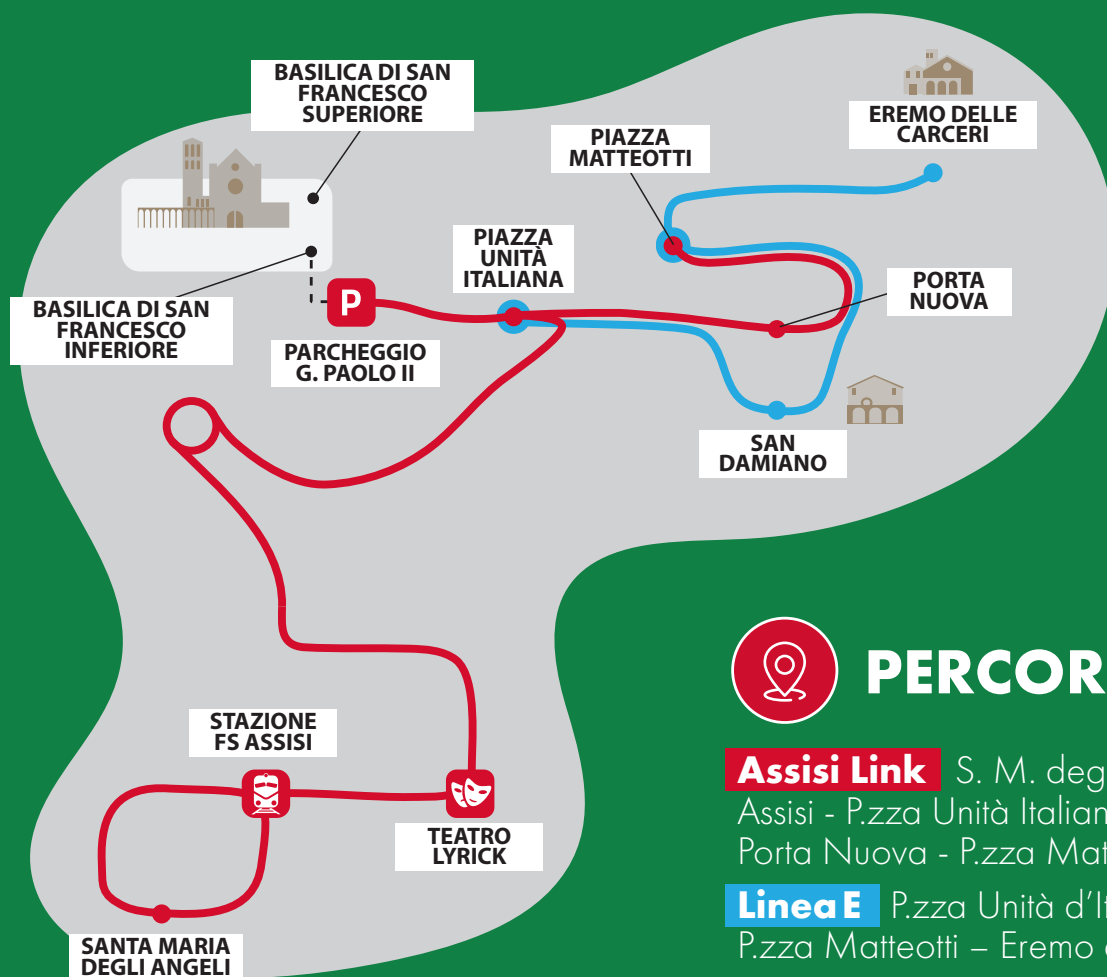 BASILICA DI SAN
FRANCESCO
SUPERIORE
EREMO DELLE
CARCERI
PIAZZA
MATTEOTTI
PIAZZA
UNITÀ
ITALIANA
PORTA
NUOVA
BASILICA DI SAN
FRANCESCO
INFERIORE
P
PARCHEGGIO
G. PAOLO II
SAN
DAMIANO
STAZIONE
FS ASSISI
TEATRO
LYRICK
SANTA MARIA
DEGLI ANGELI
PERCOR
Assisi Link S. M. deg
Assisi - P.zza Unità Italian
Porta Nuova - P.zza Mat
Linea E P.zza Unità d'It
P.zza Matteotti – Eremo